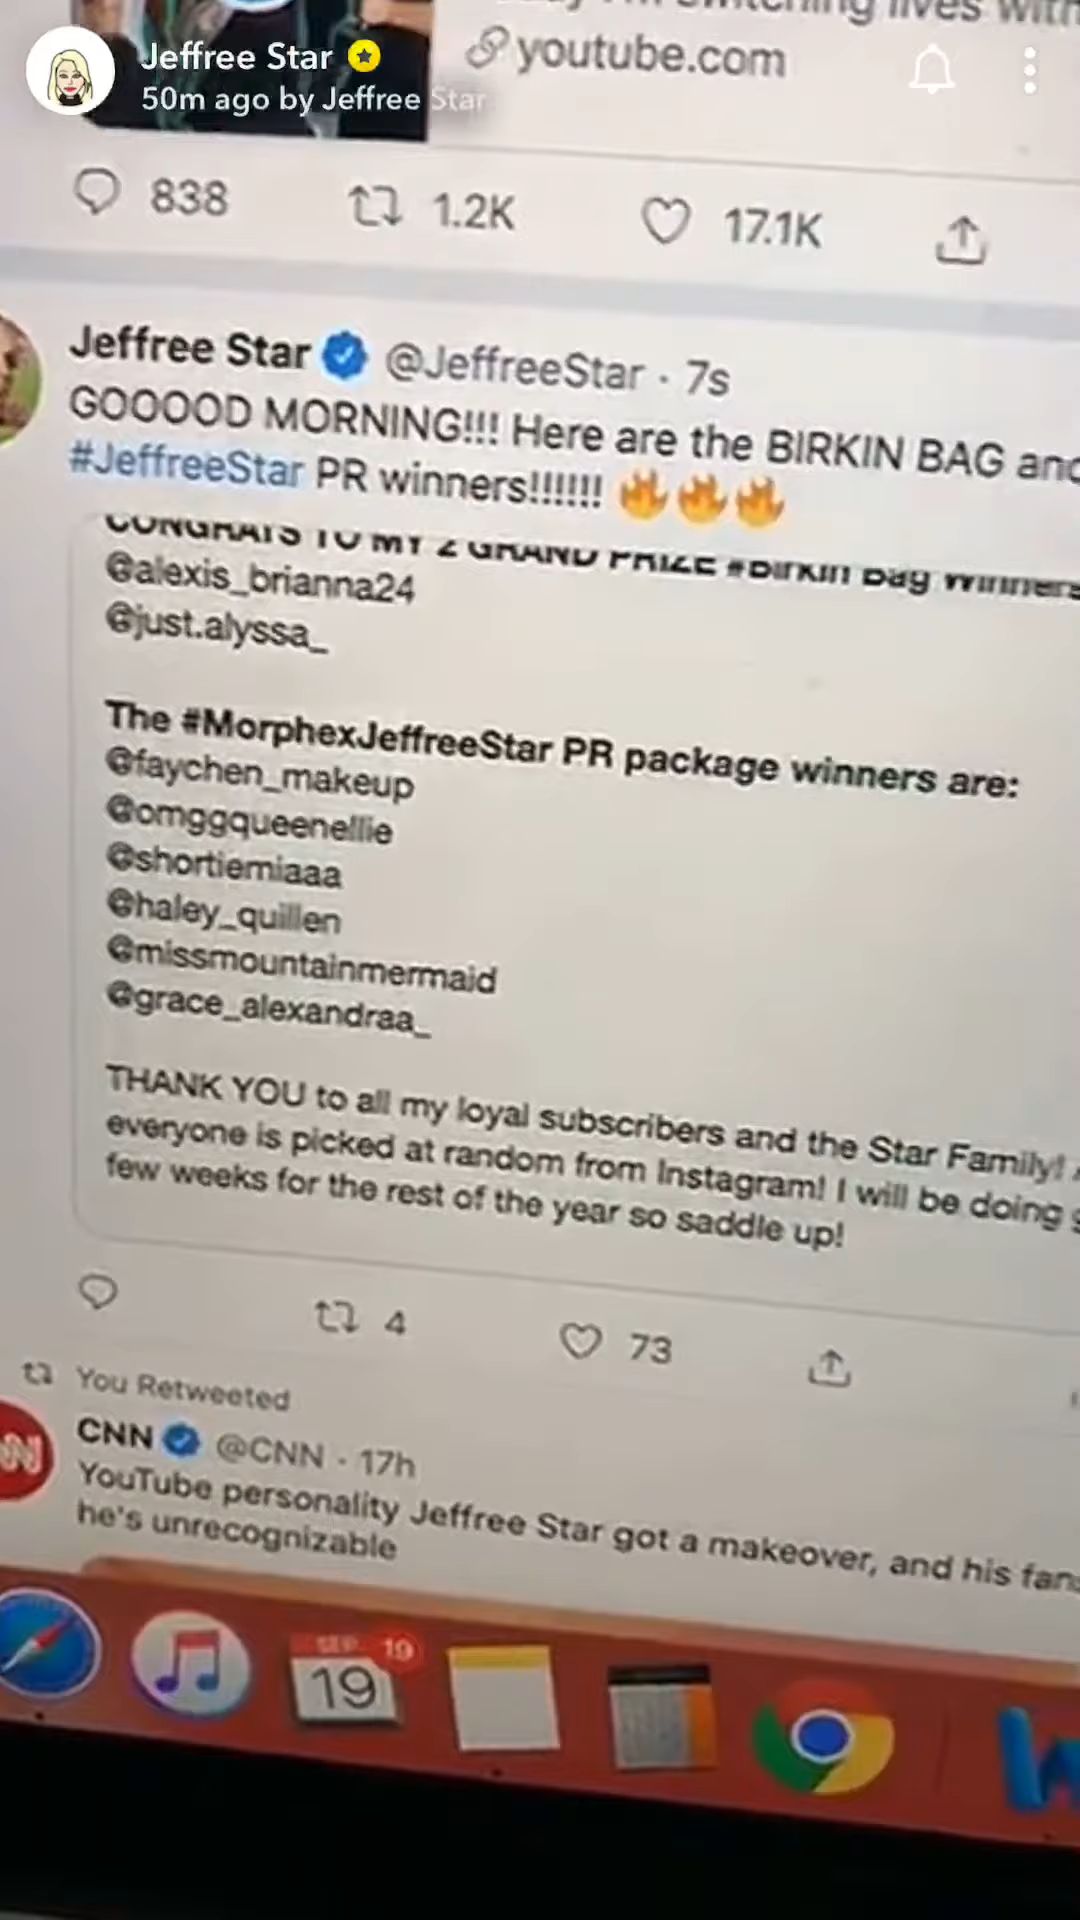 Jeffree Star
50m ago by Jeffree Star
youtube.com
838 1.2K 17.1K
Jeffree Star @JeffreeStar · 7s
GOOOOD MORNING!!! Here are the BIRKIN BAG and
#JeffreeStar PR winners!!!!!! 🔥🔥🔥
CONGRATS TO MY 2 GRAND PRIZE #Birkin Bag Winners
@alexis_brianna24
@just.alyssa_
The #MorphexJeffreeStar PR package winners are:
@faychen_makeup
@omggqueenellie
@shortiemiaaa
@haley_quillen
@missmountainmermaid
@grace_alexandraa_
THANK YOU to all my loyal subscribers and the Star Family!
everyone is picked at random from Instagram! I will be doing
few weeks for the rest of the year so saddle up!
4 73
You Retweeted
CNN @CNN · 17h
YouTube personality Jeffree Star got a makeover, and his fans
he's unrecognizable
SEP 19
19